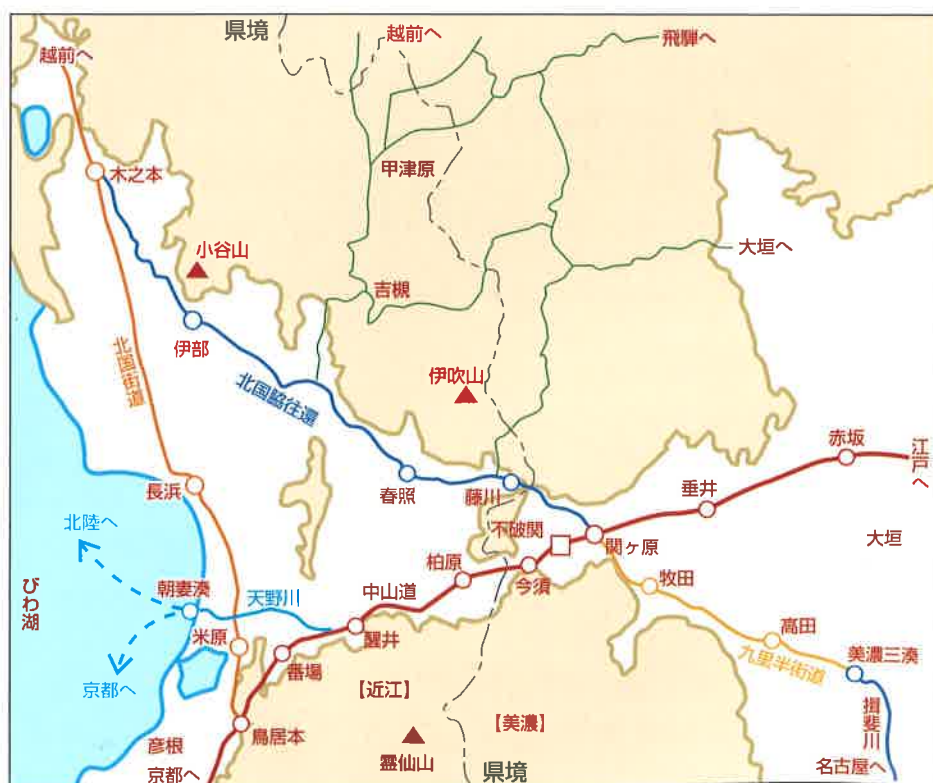 県境
越前へ
越前へ
飛騨へ
木之本
甲津原
小谷山
大垣へ
吉槻
伊部
北国街道
北国脇往還
伊吹山
赤坂
江戸へ
長浜
春照
藤川
垂井
北陸へ
不破関
関ヶ原
大垣
びわ湖
朝妻湊
天野川
中山道
柏原
今須
牧田
米原
醒井
高田
京都へ
番場
九里半街道
美濃三湊
【近江】
【美濃】
鳥居本
揖斐川
彦根
京都へ
霊仙山
県境
名古屋へ